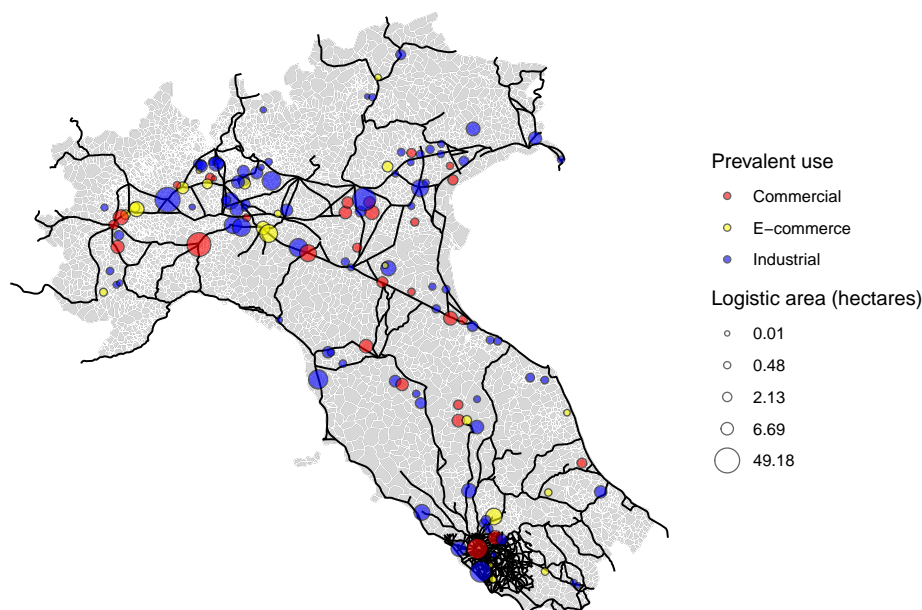 Prevalent use
Commercial
E−commerce
Industrial
Logistic area (hectares)
0.01
0.48
2.13
6.69
49.18